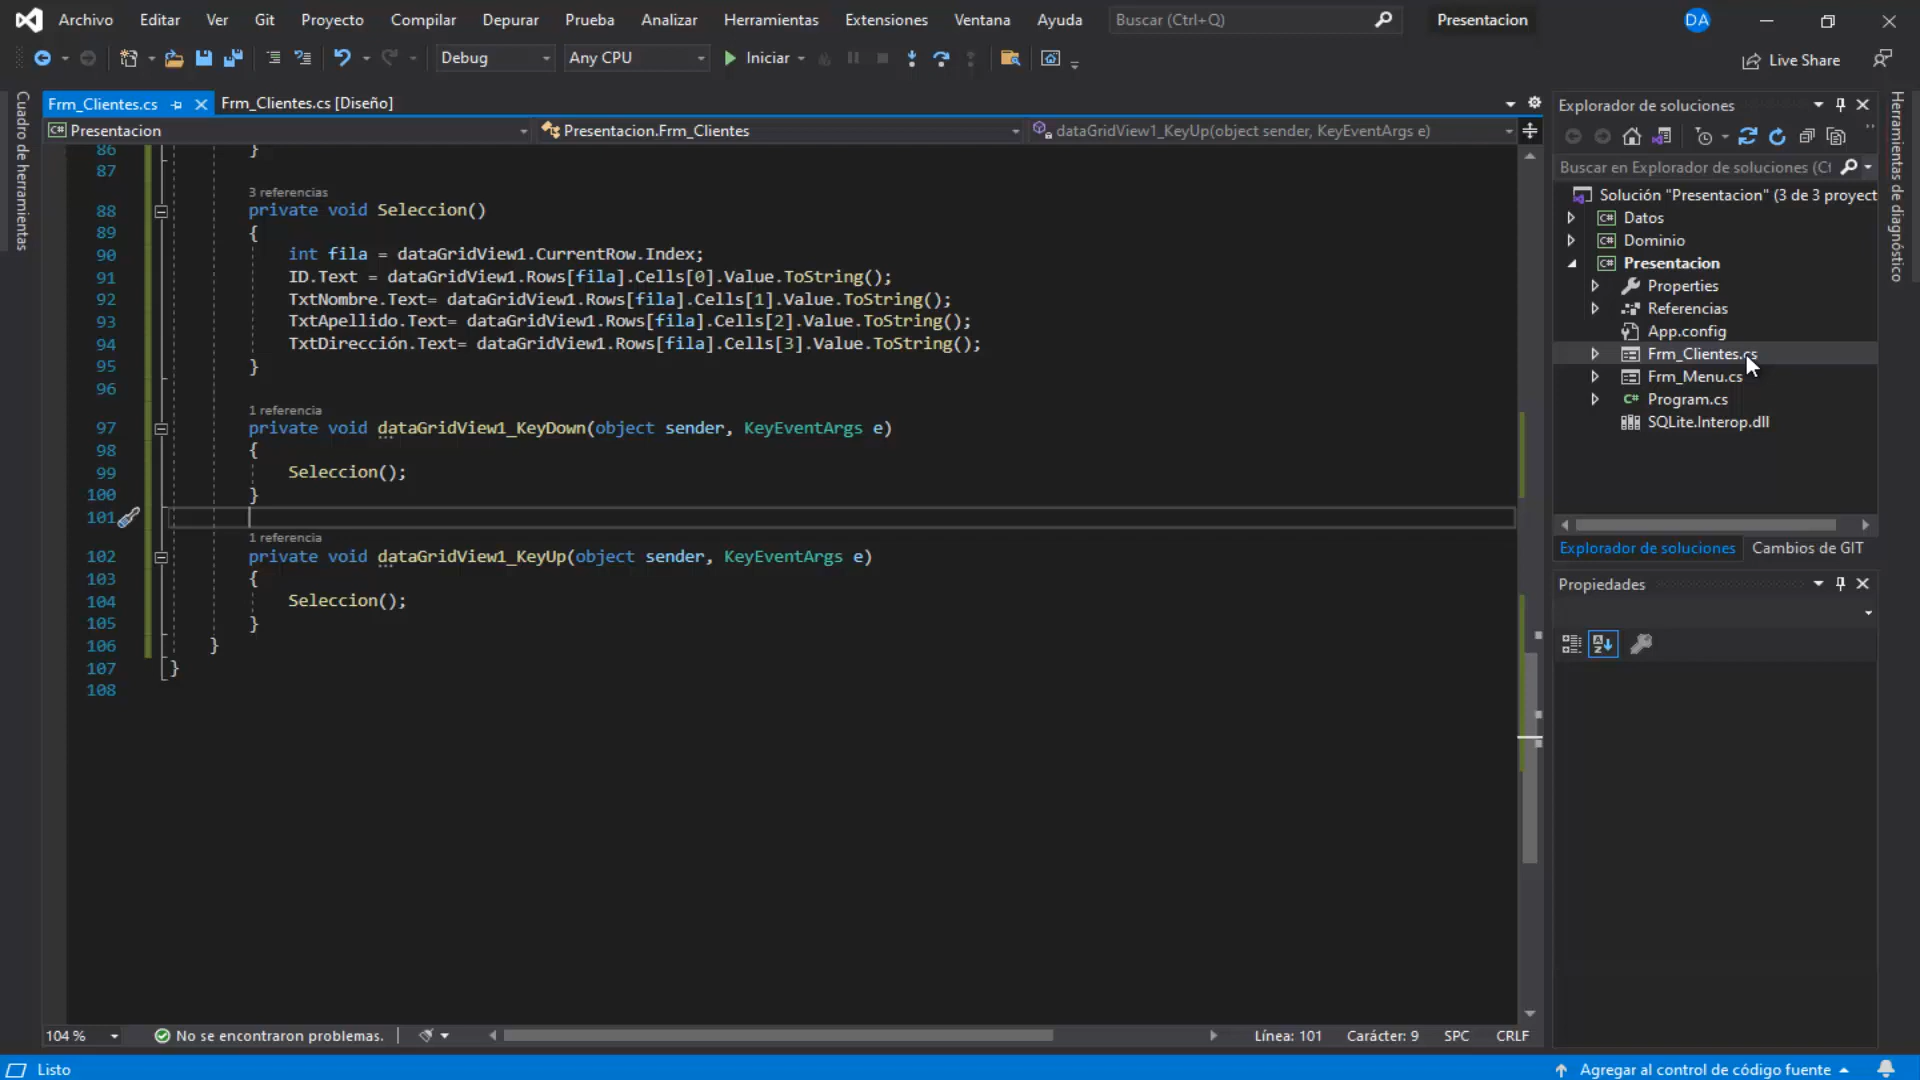 Archivo Editar Ver Git Proyecto Compilar Depurar Prueba Analizar Herramientas Extensiones Ventana Ayuda Buscar (Ctrl+Q) Presentacion DA
Debug Any CPU Iniciar Live Share
Cuadro de herramientas
Frm_Clientes.cs Frm_Clientes.cs [Diseño]
C# Presentacion Presentacion.Frm_Clientes dataGridView1_KeyUp(object sender, KeyEventArgs e)
86 }
87
3 referencias
88 private void Seleccion()
89 {
90 int fila = dataGridView1.CurrentRow.Index;
91 ID.Text = dataGridView1.Rows[fila].Cells[0].Value.ToString();
92 TxtNombre.Text= dataGridView1.Rows[fila].Cells[1].Value.ToString();
93 TxtApellido.Text= dataGridView1.Rows[fila].Cells[2].Value.ToString();
94 TxtDirección.Text= dataGridView1.Rows[fila].Cells[3].Value.ToString();
95 }
96
1 referencia
97 private void dataGridView1_KeyDown(object sender, KeyEventArgs e)
98 {
99 Seleccion();
100 }
101
1 referencia
102 private void dataGridView1_KeyUp(object sender, KeyEventArgs e)
103 {
104 Seleccion();
105 }
106 }
107 }
108
104 % No se encontraron problemas. Línea: 101 Carácter: 9 SPC CRLF
Explorador de soluciones
Buscar en Explorador de soluciones (Ct
Solución "Presentacion" (3 de 3 proyect
C# Datos
C# Dominio
C# Presentacion
Properties
Referencias
App.config
Frm_Clientes.cs
Frm_Menu.cs
C# Program.cs
SQLite.Interop.dll
Explorador de soluciones Cambios de GIT
Propiedades
Herramientas de diagnóstico
Listo Agregar al control de código fuente